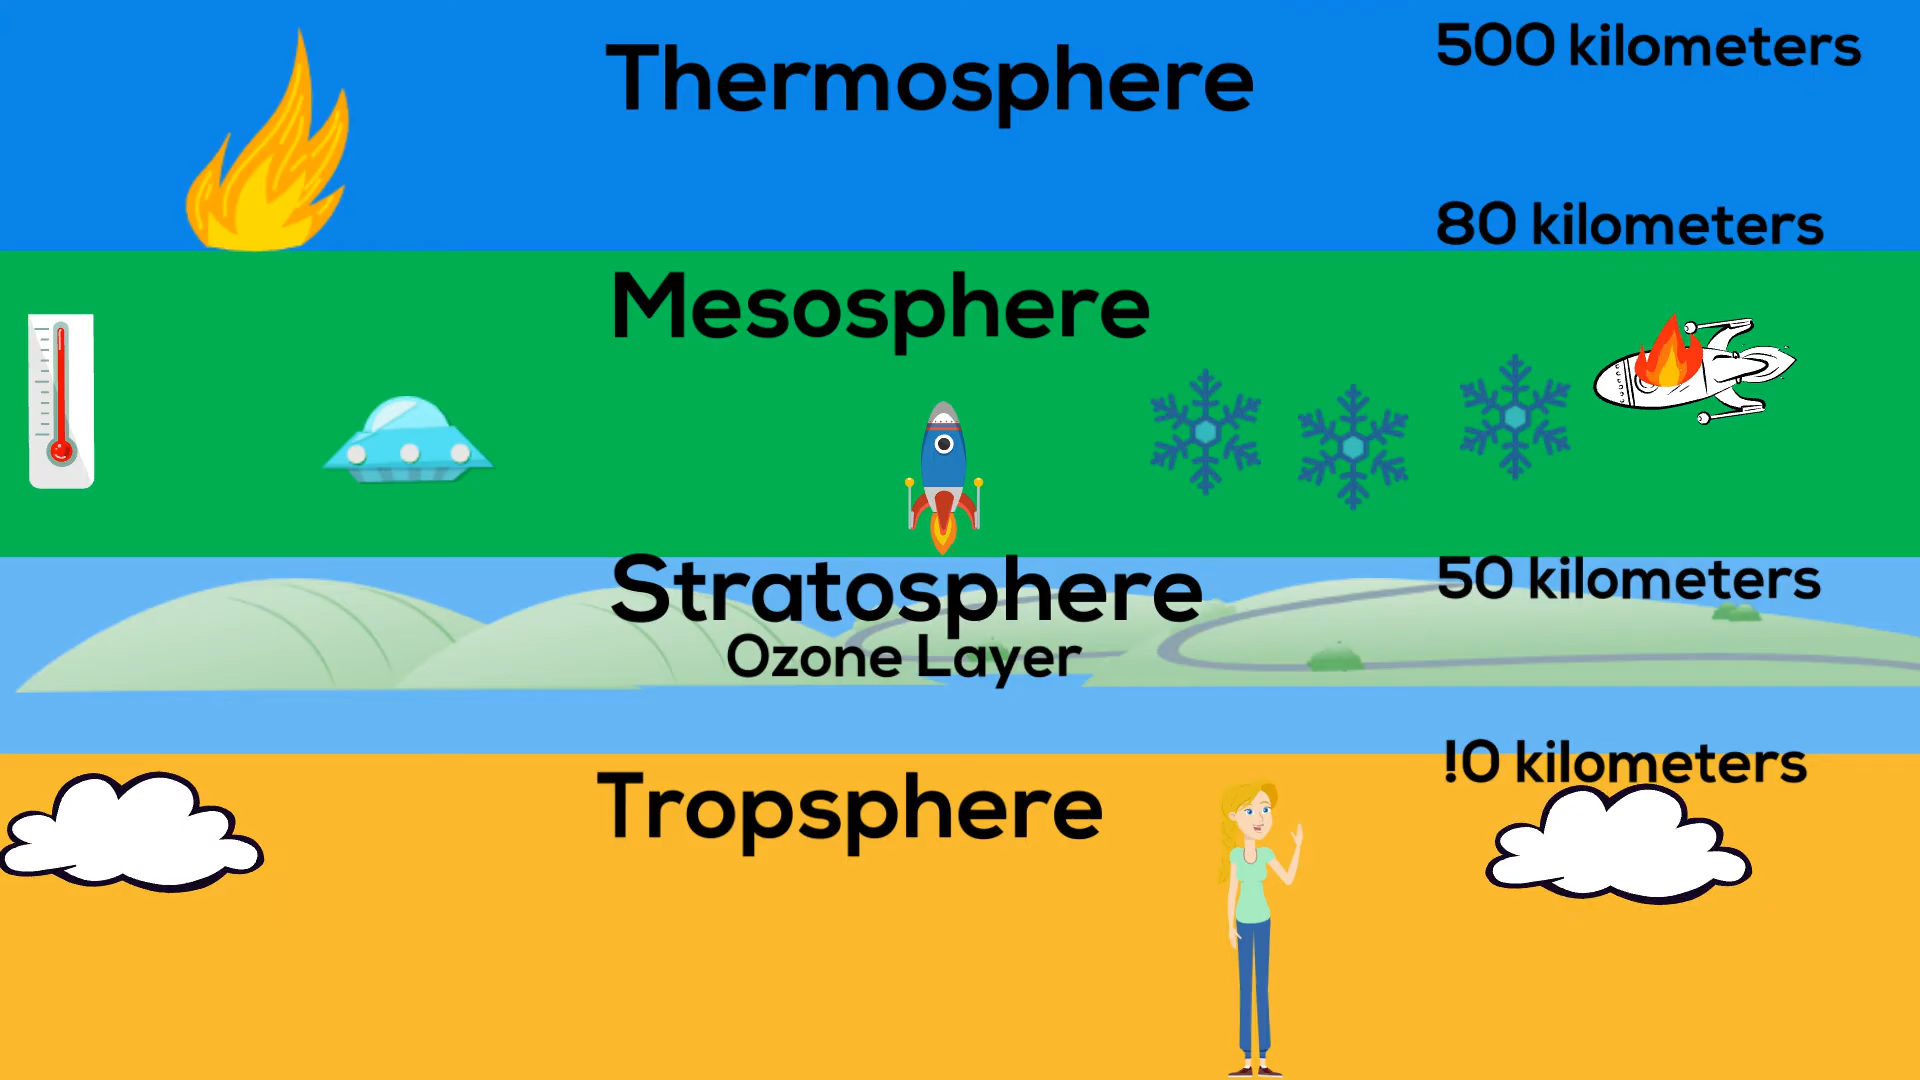 Thermosphere
500 kilometers
80 kilometers
Mesosphere
Stratosphere
50 kilometers
Ozone Layer
!0 kilometers
Tropsphere